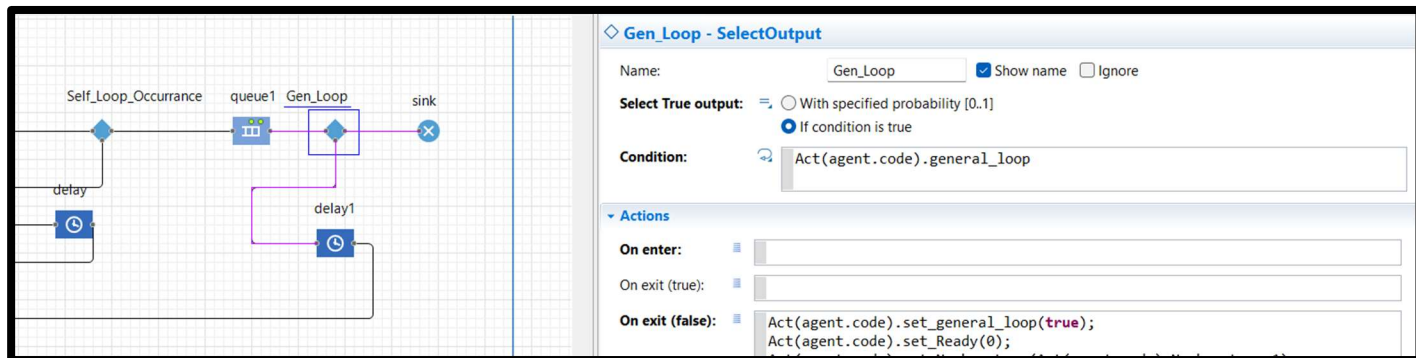 Self_Loop_Occurrance
queue1
Gen_Loop
sink
delay
delay1
Gen_Loop - SelectOutput
Name:
Gen_Loop
Show name
Ignore
Select True output:
With specified probability [0..1]
If condition is true
Condition:
Act(agent.code).general_loop
Actions
On enter:
On exit (true):
On exit (false):
Act(agent.code).set_general_loop(true);
Act(agent.code).set_Ready(0);